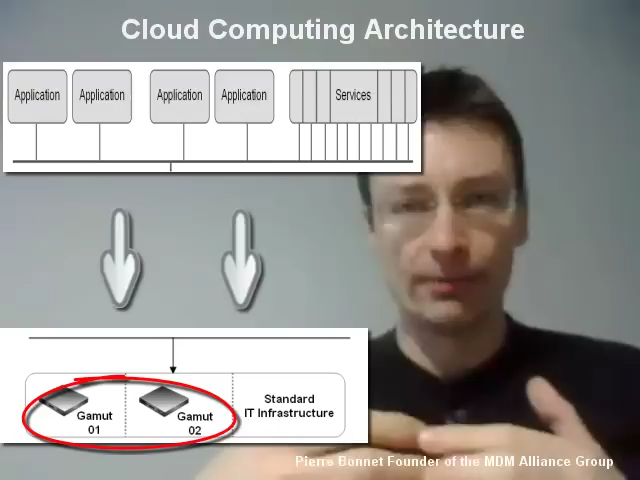 Cloud Computing Architecture
Application Application Application Application Services
Gamut
01
Gamut
02
Standard
IT Infrastructure
Pierre Bonnet Founder of the MDM Alliance Group